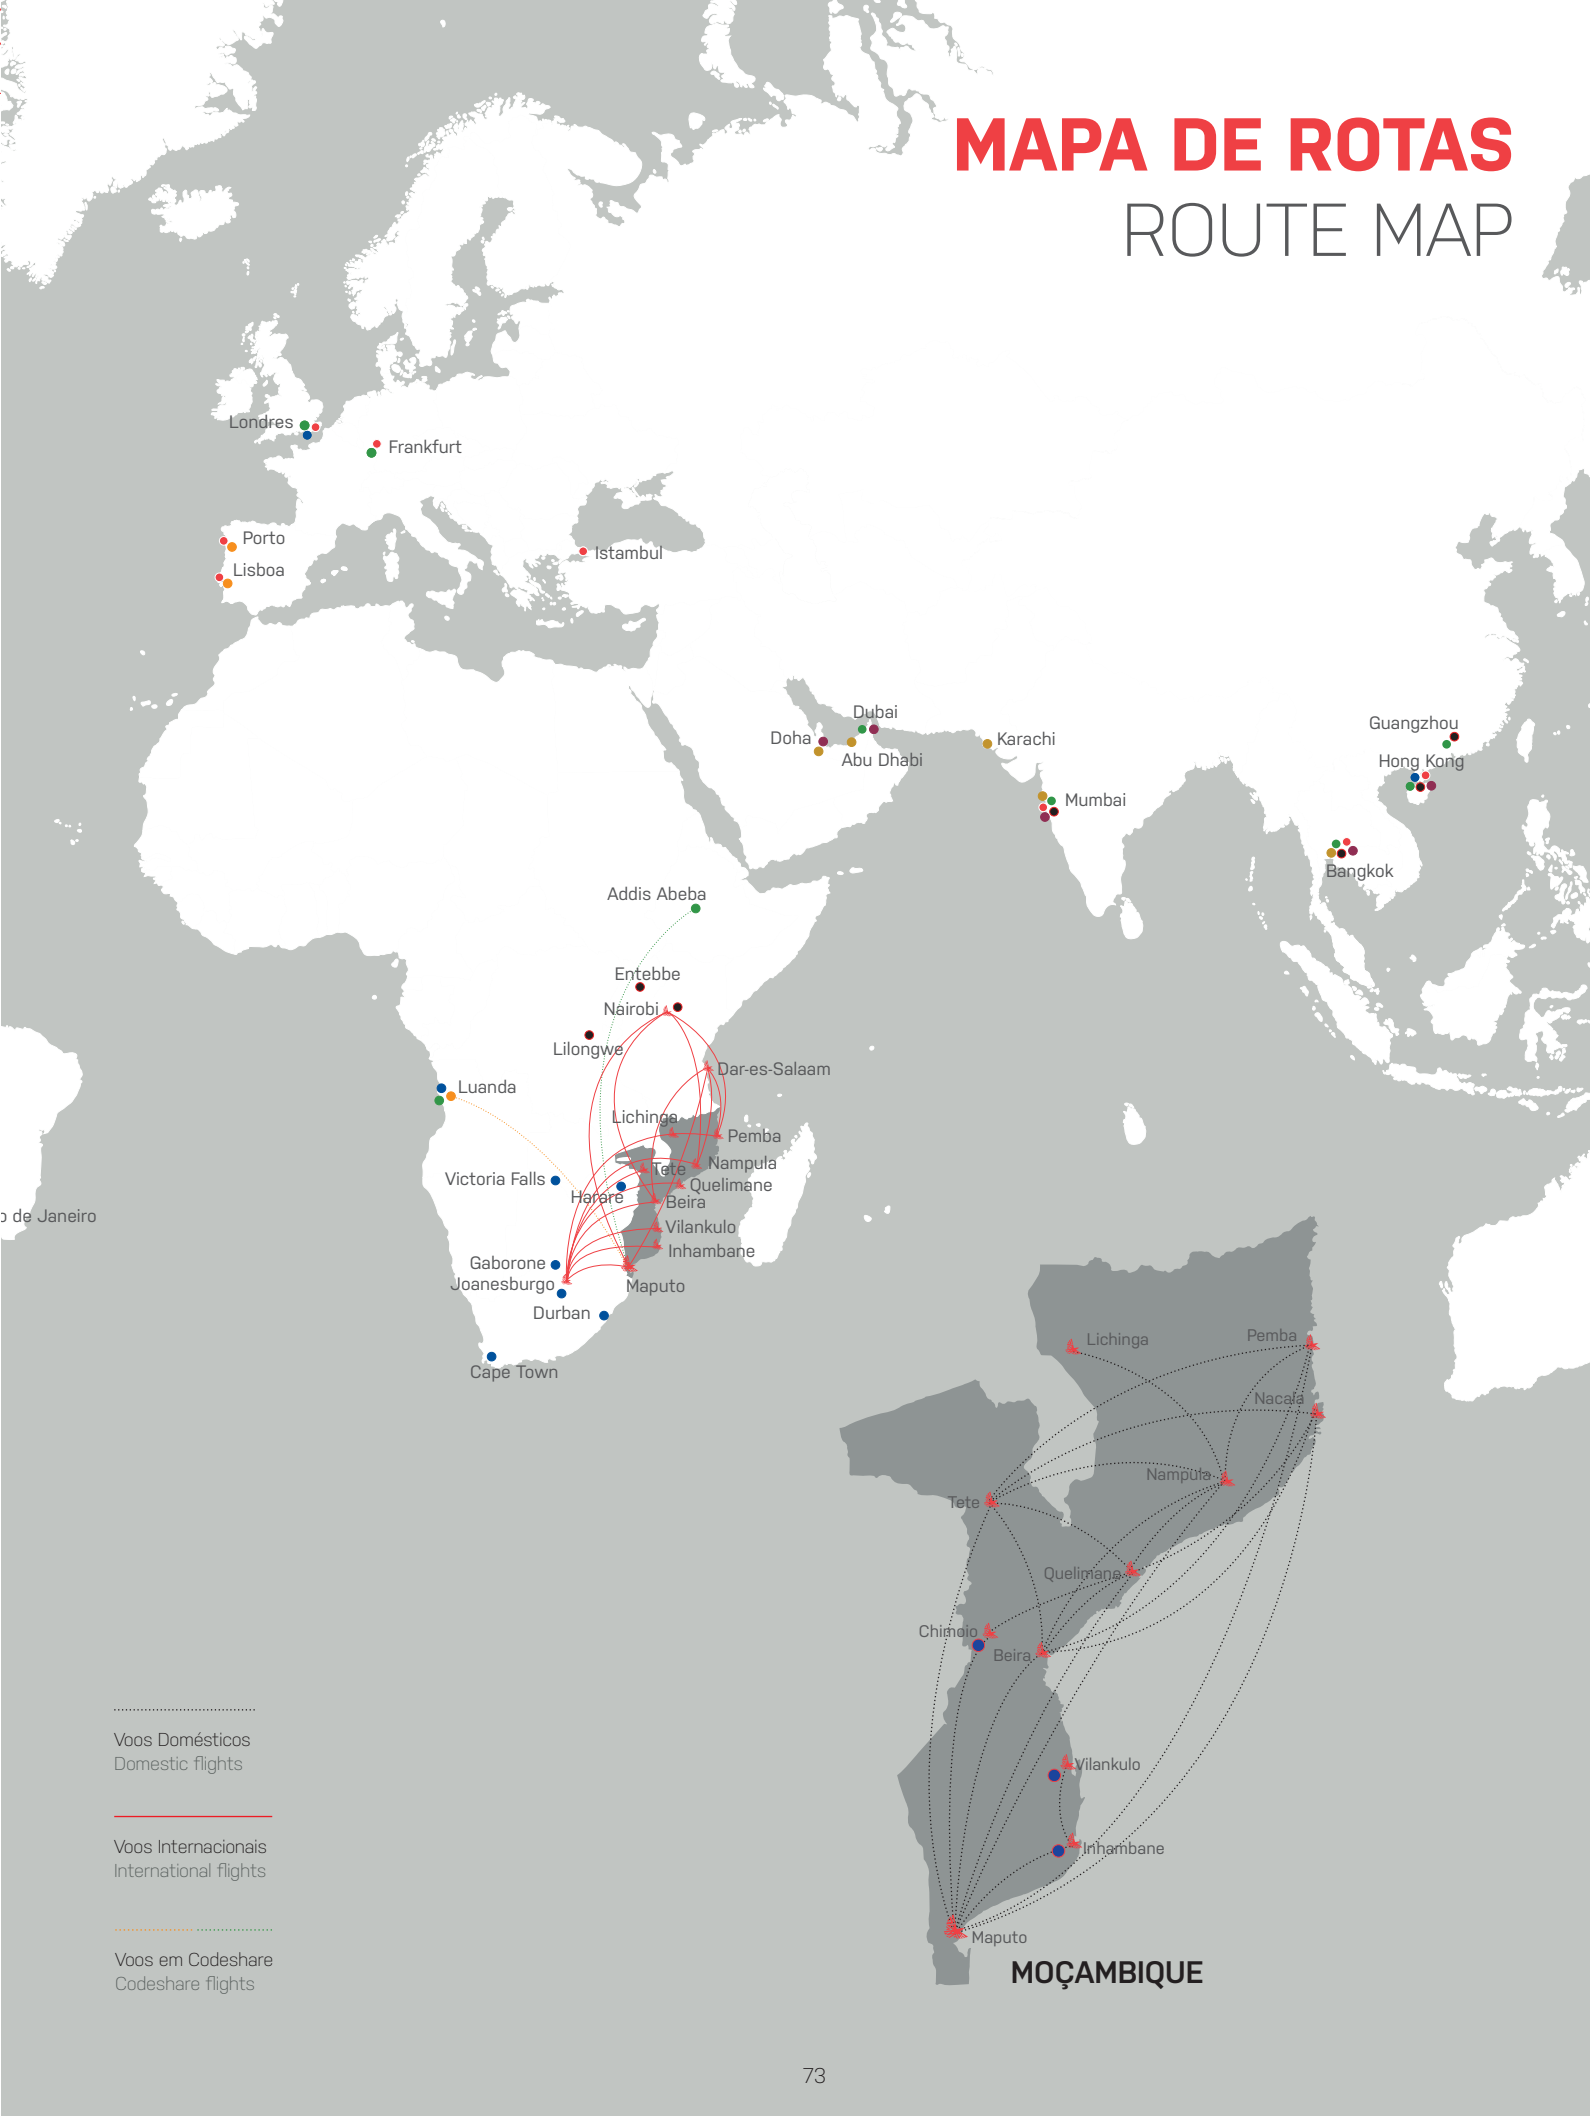 MAPA DE ROTAS
ROUTE MAP
Londres
Frankfurt
Porto
Lisboa
Istambul
Dubai
Doha
Abu Dhabi
Karachi
Mumbai
Guangzhou
Hong Kong
Bangkok
Addis Abeba
Entebbe
Nairobi
Lilongwe
Dar-es-Salaam
Luanda
Lichinga
Pemba
Nampula
Tete
Victoria Falls
Quelimane
Harare
Beira
o de Janeiro
Vilankulo
Inhambane
Gaborone
Joanesburgo
Maputo
Durban
Cape Town
Lichinga
Pemba
Nacala
Nampula
Tete
Quelimane
Chimoio
Beira
Vilankulo
Inhambane
Maputo
MOÇAMBIQUE
Voos Domésticos
Domestic flights
Voos Internacionais
International flights
Voos em Codeshare
Codeshare flights
73